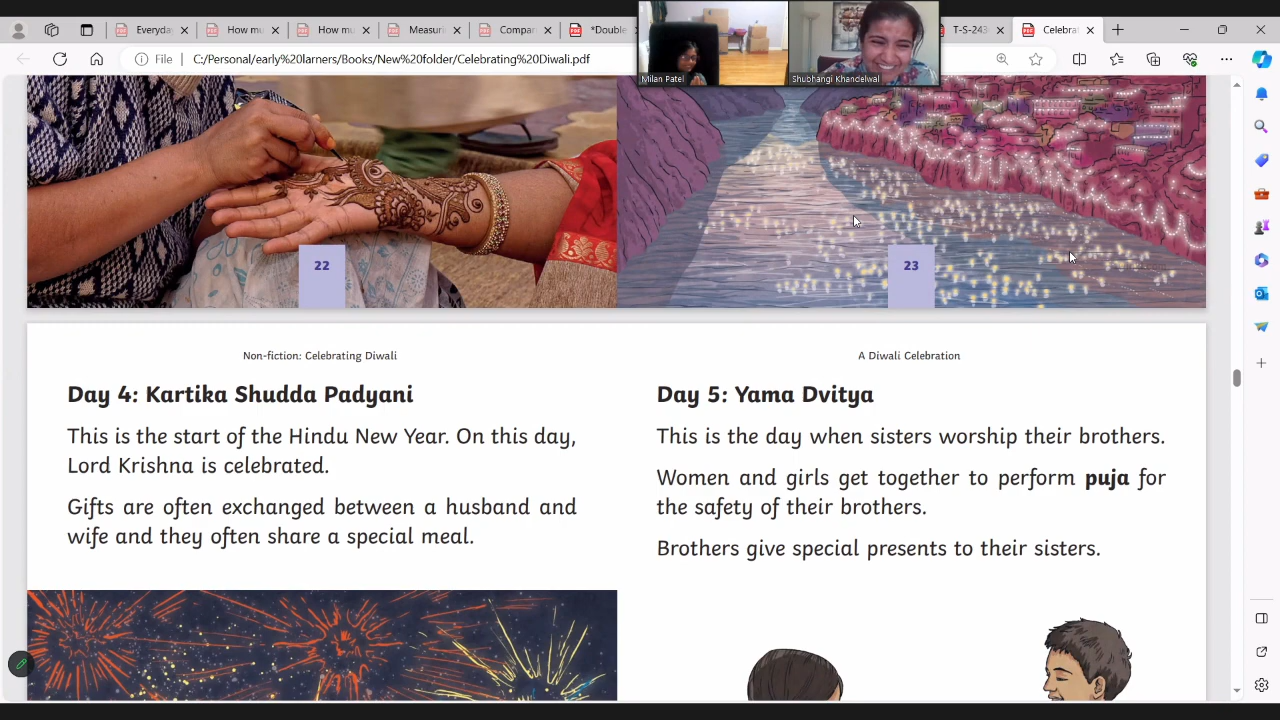 Everyda
How mu
How mu
Measure
Compan
*Double
T-S-243
Celebrat
File
C:/Personal/early%20larners/Books/New%20folder/Celebrating%20Diwali.pdf
Milan Patel
Shubhangi Khandelwal
22
23
Non-fiction: Celebrating Diwali
Day 4: Kartika Shudda Padyani
This is the start of the Hindu New Year. On this day,
Lord Krishna is celebrated.
Gifts are often exchanged between a husband and
wife and they often share a special meal.
A Diwali Celebration
Day 5: Yama Dvitya
This is the day when sisters worship their brothers.
Women and girls get together to perform puja for
the safety of their brothers.
Brothers give special presents to their sisters.